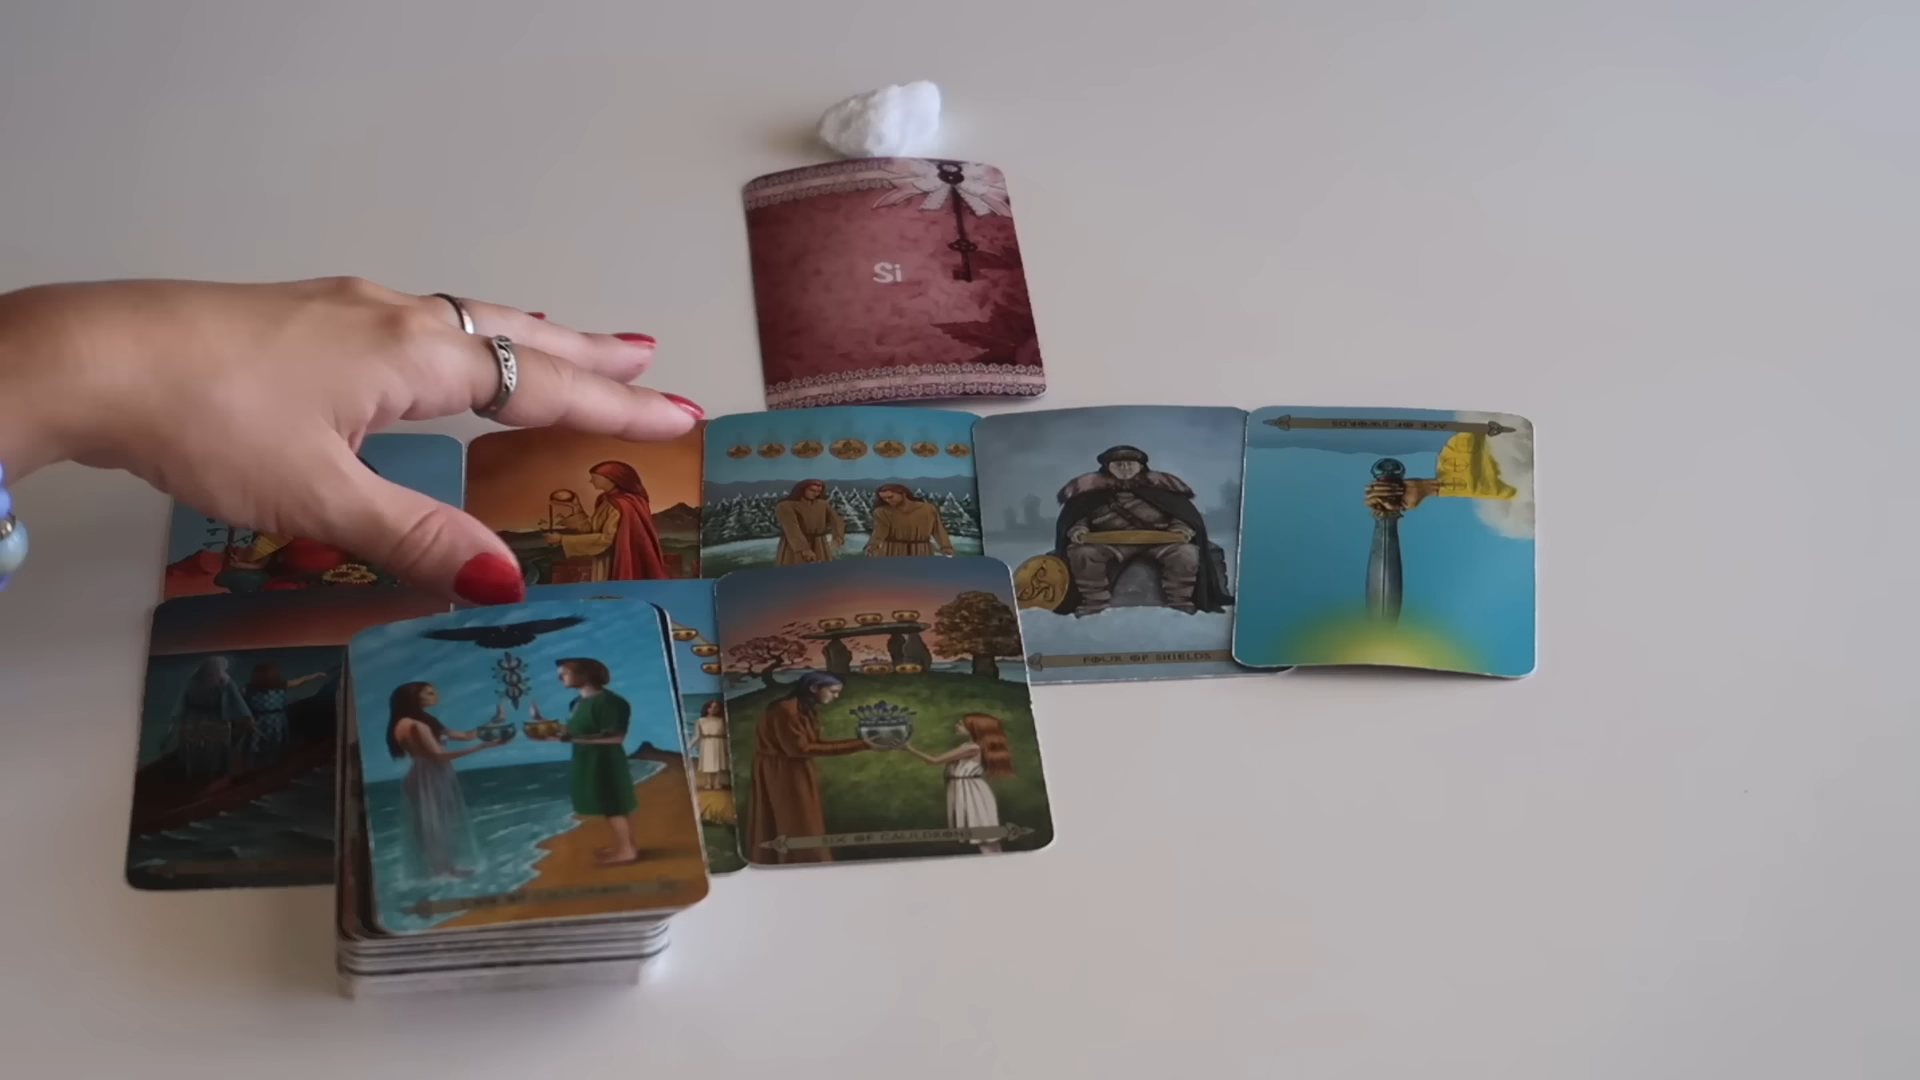 Si
ACE OF SWORDS
FOUR OF SHIELDS
SIX OF CAULDRONS